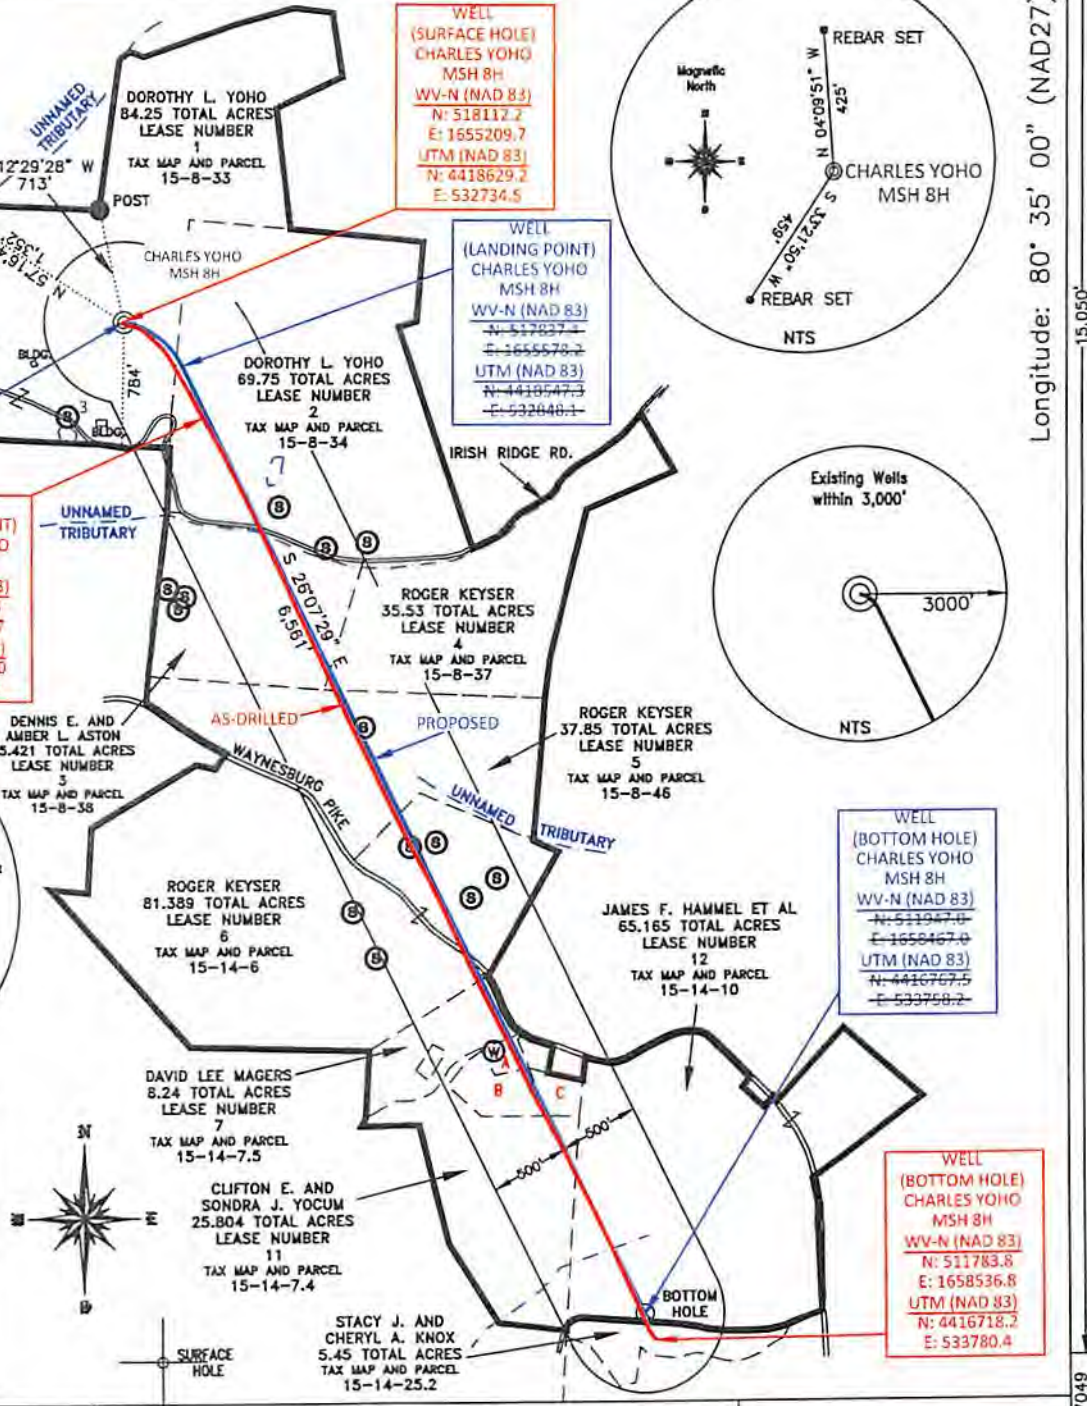 WELL
(SURFACE HOLE)
CHARLES YOHO
MSH 8H
WV-N (NAD 83)
N: 518112.2
E: 1655209.7
UTM (NAD 83)
N: 4418629.2
E: 532734.5
REBAR SET
Magnetic
North
N 04°09'51" W
425'
CHARLES YOHO
MSH 8H
S 33°21'50" W
459'
REBAR SET
NTS
Longitude: 80° 35' 00" (NAD27)
15,050'
UNNAMED
TRIBUTARY
DOROTHY L. YOHO
84.25 TOTAL ACRES
LEASE NUMBER
1
TAX MAP AND PARCEL
15-8-33
12°29'28" W
713'
POST
CHARLES YOHO
MSH 8H
1,352'
WELL
(LANDING POINT)
CHARLES YOHO
MSH 8H
WV-N (NAD 83)
N: 517837.4
E: 1655578.2
UTM (NAD 83)
N: 4418547.3
E: 532848.1
BLDG.
784'
S 3
BLDG.
DOROTHY L. YOHO
69.75 TOTAL ACRES
LEASE NUMBER
2
TAX MAP AND PARCEL
15-8-34
IRISH RIDGE RD.
Existing Wells
within 3,000'
3000'
NTS
UNNAMED
TRIBUTARY
S
S
S
S 26°07'29" E
6,561'
S
S
S
ROGER KEYSER
35.53 TOTAL ACRES
LEASE NUMBER
4
TAX MAP AND PARCEL
15-8-37
AS-DRILLED
S
PROPOSED
ROGER KEYSER
37.85 TOTAL ACRES
LEASE NUMBER
5
TAX MAP AND PARCEL
15-8-46
DENNIS E. AND
AMBER L. ASTON
5.421 TOTAL ACRES
LEASE NUMBER
3
TAX MAP AND PARCEL
15-8-38
WAYNESBURG PIKE
UNNAMED TRIBUTARY
S
S
S
S
S
S
ROGER KEYSER
81.389 TOTAL ACRES
LEASE NUMBER
6
TAX MAP AND PARCEL
15-14-6
JAMES F. HAMMEL ET AL
65.165 TOTAL ACRES
LEASE NUMBER
12
TAX MAP AND PARCEL
15-14-10
WELL
(BOTTOM HOLE)
CHARLES YOHO
MSH 8H
WV-N (NAD 83)
N: 511947.0
E: 1658467.0
UTM (NAD 83)
N: 4416767.5
E: 533758.2
W
A
B
C
DAVID LEE MAGERS
8.24 TOTAL ACRES
LEASE NUMBER
7
TAX MAP AND PARCEL
15-14-7.5
500'
500'
N
CLIFTON E. AND
SONDRA J. YOCUM
25.804 TOTAL ACRES
LEASE NUMBER
11
TAX MAP AND PARCEL
15-14-7.4
WELL
(BOTTOM HOLE)
CHARLES YOHO
MSH 8H
WV-N (NAD 83)
N: 511783.8
E: 1658536.8
UTM (NAD 83)
N: 4416718.2
E: 533780.4
BOTTOM
HOLE
STACY J. AND
CHERYL A. KNOX
5.45 TOTAL ACRES
TAX MAP AND PARCEL
15-14-25.2
SURFACE
HOLE